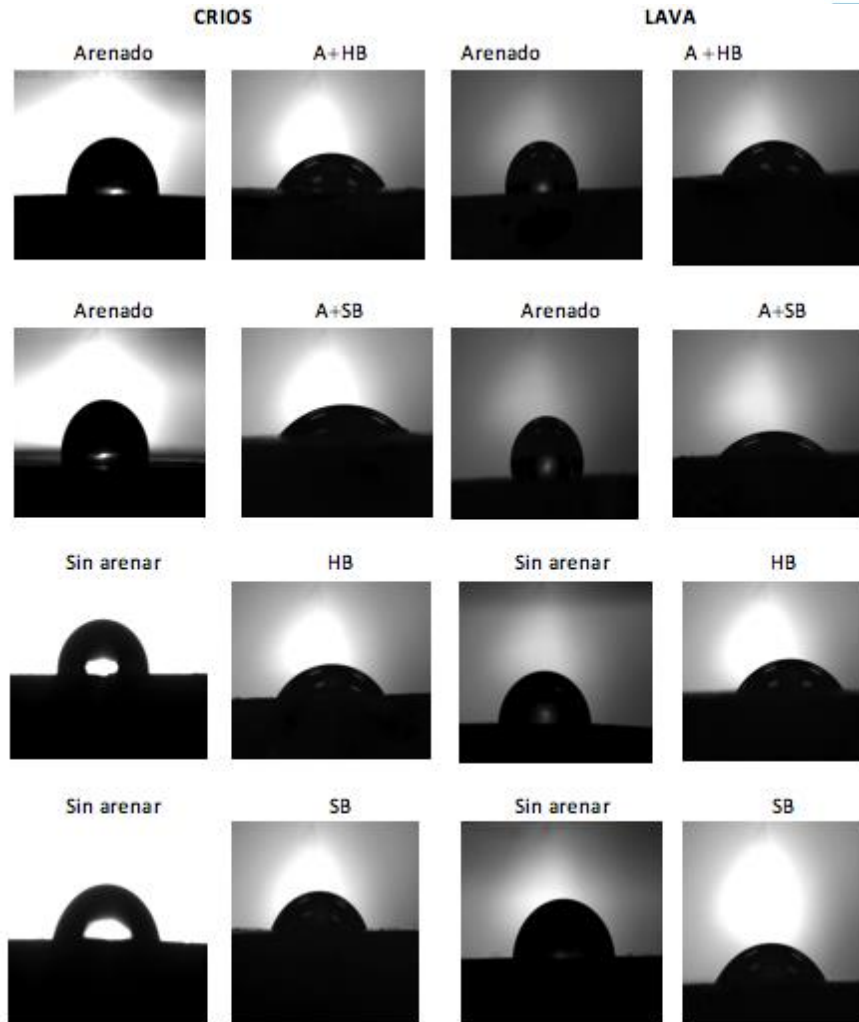 CRIOS LAVA
Arenado A+HB Arenado A +HB
Arenado A+SB Arenado A+SB
Sin arenar HB Sin arenar HB
Sin arenar SB Sin arenar SB